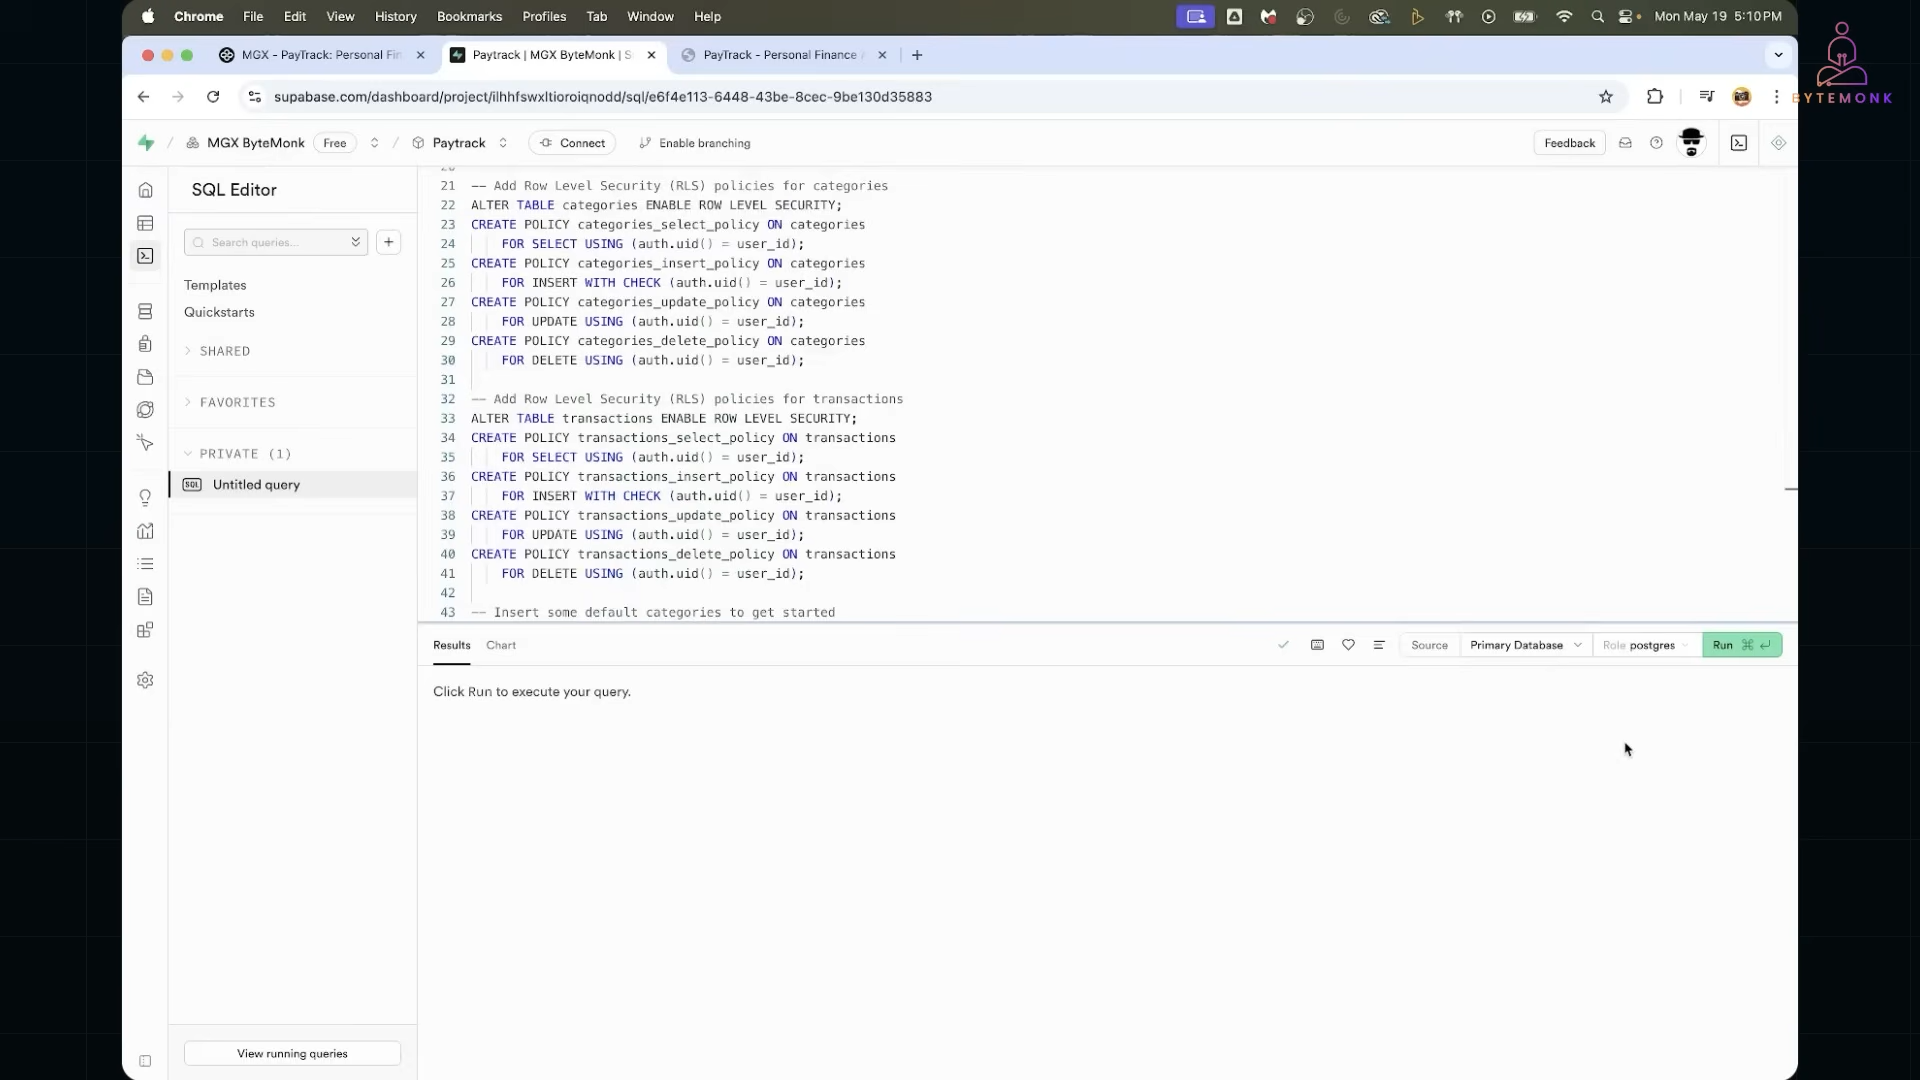 Chrome File Edit View History Bookmarks Profiles Tab Window Help Mon May 19 5:10 PM
MGX - PayTrack: Personal Fin
Paytrack | MGX ByteMonk | S
PayTrack - Personal Finance
supabase.com/dashboard/project/ilhhfswxltioroiqnodd/sql/e6f4e113-6448-43be-8cec-9be130d35883
BYTEMONK
/ MGX ByteMonk Free / Paytrack Connect Enable branching Feedback
SQL Editor
Search queries...
Templates
Quickstarts
SHARED
FAVORITES
PRIVATE (1)
SQL Untitled query
View running queries
20
21 -- Add Row Level Security (RLS) policies for categories
22 ALTER TABLE categories ENABLE ROW LEVEL SECURITY;
23 CREATE POLICY categories_select_policy ON categories
24 FOR SELECT USING (auth.uid() = user_id);
25 CREATE POLICY categories_insert_policy ON categories
26 FOR INSERT WITH CHECK (auth.uid() = user_id);
27 CREATE POLICY categories_update_policy ON categories
28 FOR UPDATE USING (auth.uid() = user_id);
29 CREATE POLICY categories_delete_policy ON categories
30 FOR DELETE USING (auth.uid() = user_id);
31
32 -- Add Row Level Security (RLS) policies for transactions
33 ALTER TABLE transactions ENABLE ROW LEVEL SECURITY;
34 CREATE POLICY transactions_select_policy ON transactions
35 FOR SELECT USING (auth.uid() = user_id);
36 CREATE POLICY transactions_insert_policy ON transactions
37 FOR INSERT WITH CHECK (auth.uid() = user_id);
38 CREATE POLICY transactions_update_policy ON transactions
39 FOR UPDATE USING (auth.uid() = user_id);
40 CREATE POLICY transactions_delete_policy ON transactions
41 FOR DELETE USING (auth.uid() = user_id);
42
43 -- Insert some default categories to get started
Results Chart Source Primary Database Role postgres Run ⌘ ↵
Click Run to execute your query.